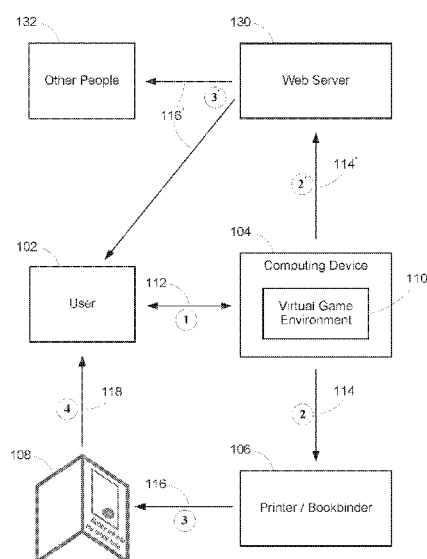 132
130
Other People
Web Server
3'
116'
2'
114'
102
104
Computing Device
110
112
User
Virtual Game
Environment
1
4
118
2
114
108
106
116
Printer / Bookbinder
3